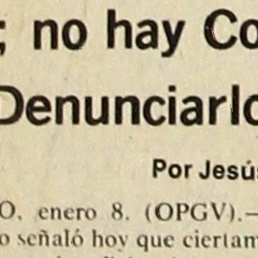 ; no hay Co
Denunciarlo
Por Jesús
O, enero 8. (OPGV).—
o señaló hoy que ciertam